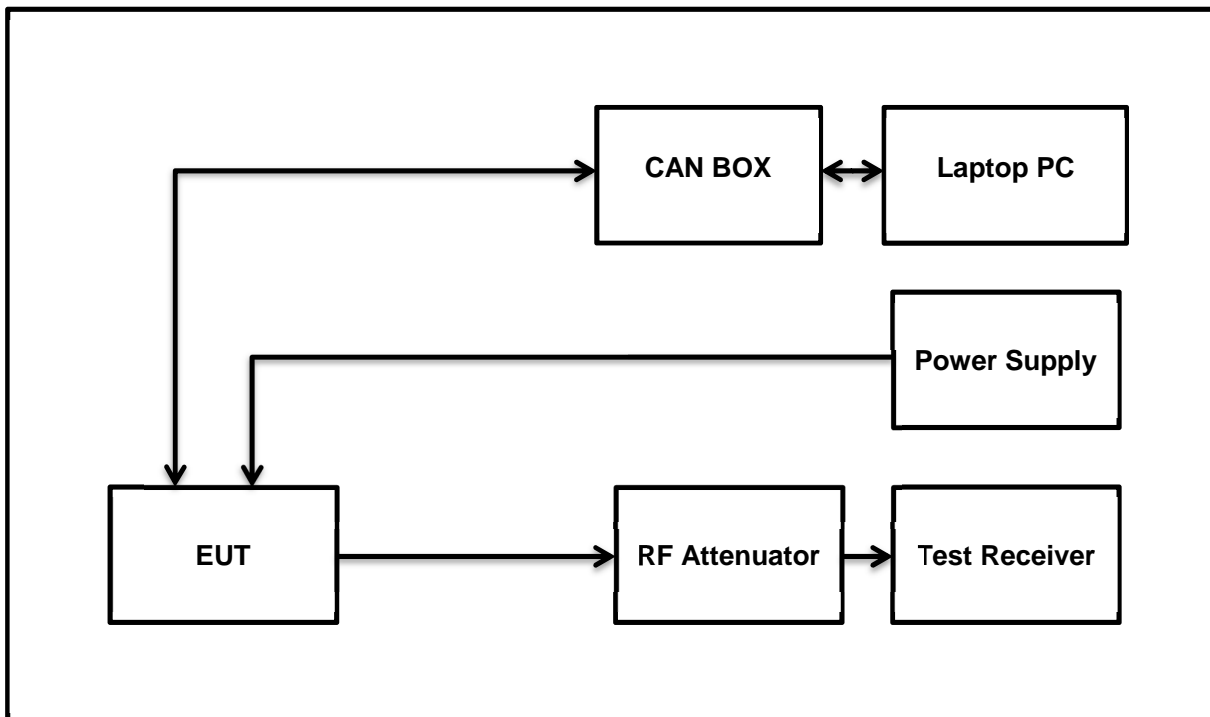 CAN BOX
Laptop PC
Power Supply
EUT
RF Attenuator
Test Receiver